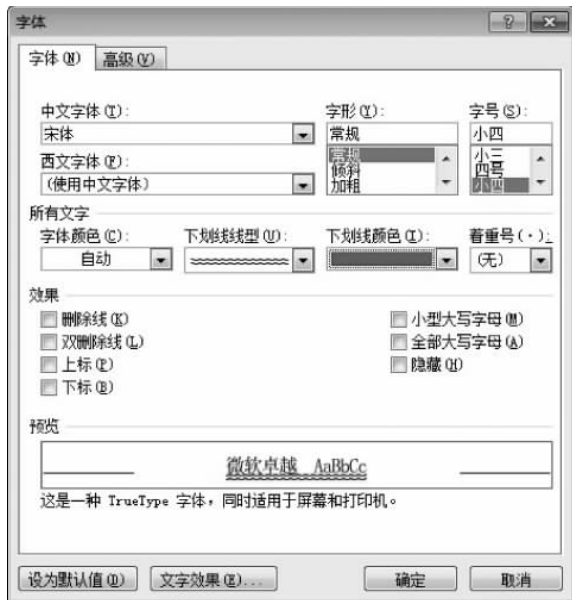 字体
字体(N) 高级(V)
中文字体(T): 字形(Y): 字号(S):
宋体 常规 小四
西文字体(F): 常规 小三
倾斜 四号
(使用中文字体) 加粗 小四
所有文字
字体颜色(C): 下划线线型(U): 下划线颜色(I): 着重号(·):
自动 (无)
效果
删除线(K) 小型大写字母(M)
双删除线(L) 全部大写字母(A)
上标(P) 隐藏(H)
下标(B)
预览
微软卓越 AaBbCc
这是一种 TrueType 字体,同时适用于屏幕和打印机。
设为默认值(D) 文字效果(E)... 确定 取消